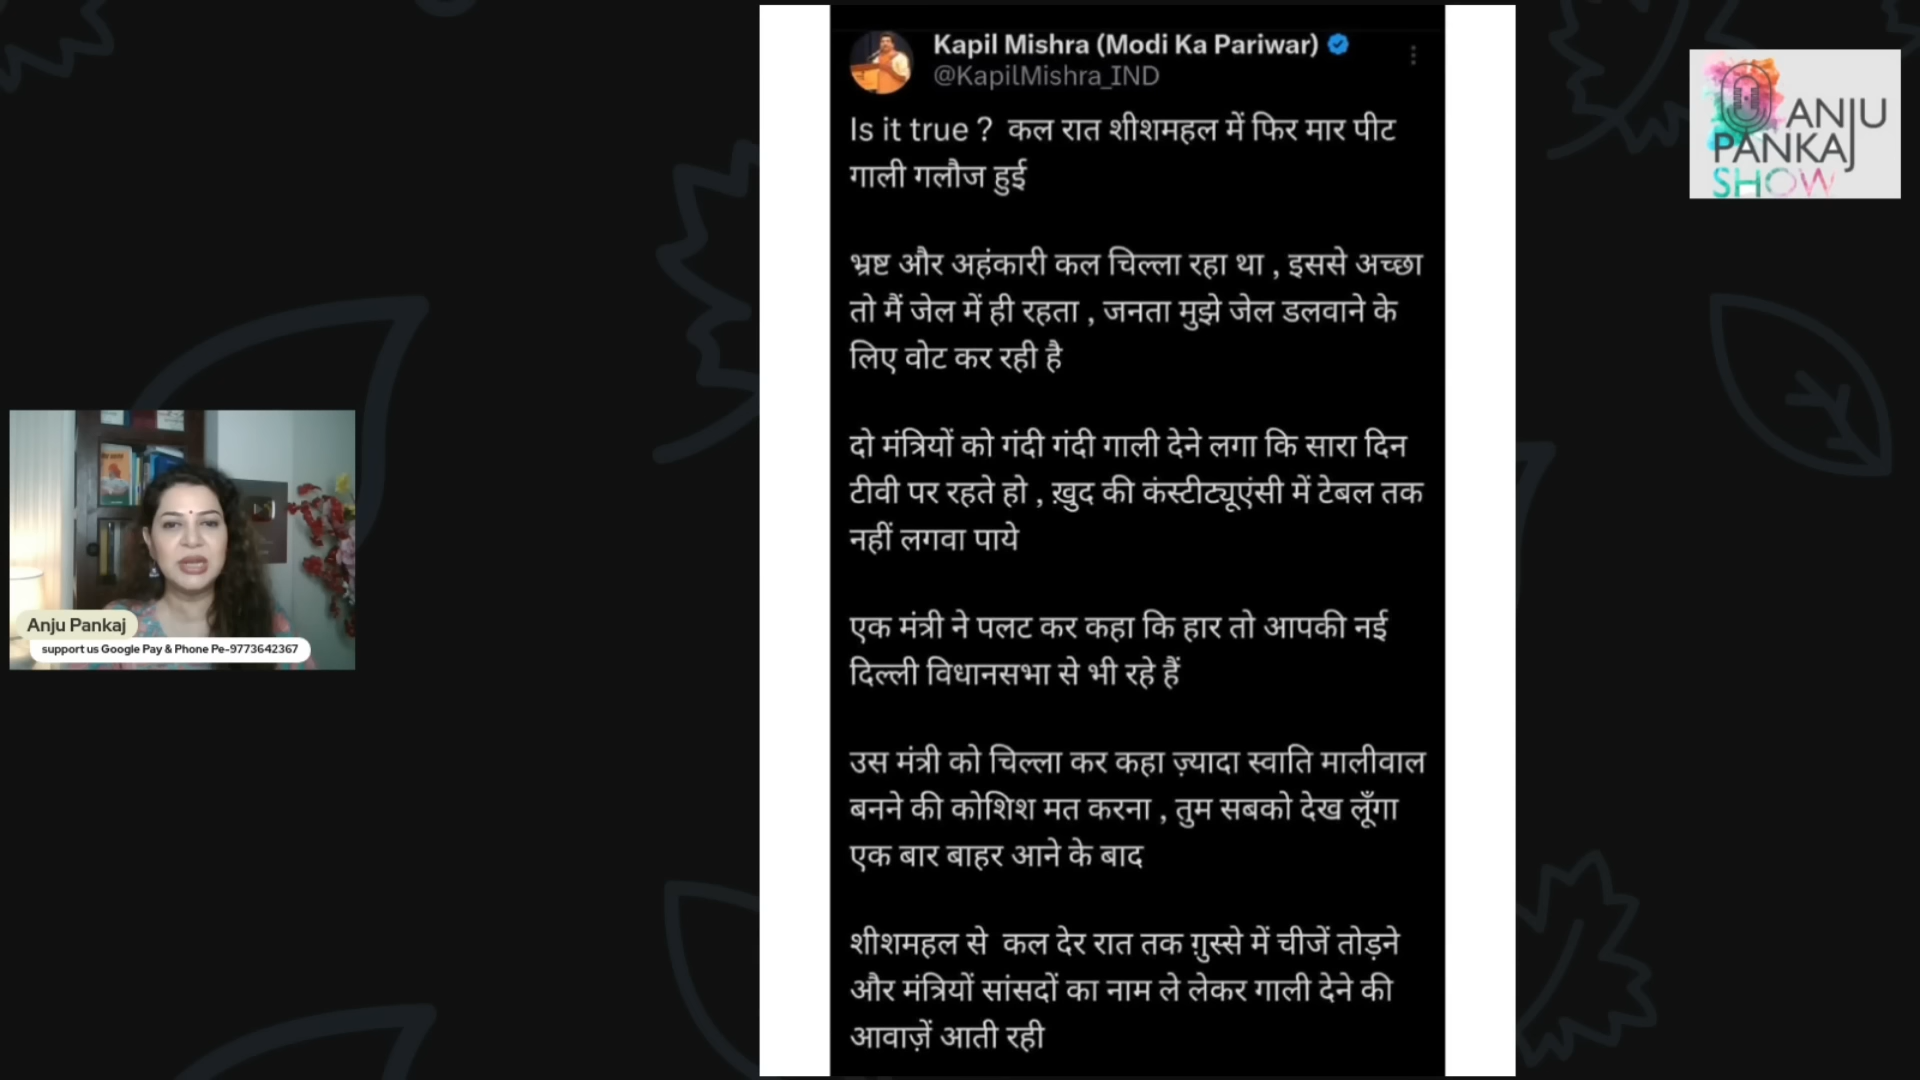 Kapil Mishra (Modi Ka Pariwar)
@KapilMishra_IND
Is it true ? कल रात शीशमहल में फिर मार पीट
गाली गलौज हुई
भ्रष्ट और अहंकारी कल चिल्ला रहा था , इससे अच्छा
तो मैं जेल में ही रहता , जनता मुझे जेल डलवाने के
लिए वोट कर रही है
दो मंत्रियों को गंदी गंदी गाली देने लगा कि सारा दिन
टीवी पर रहते हो , ख़ुद की कंस्टीट्यूएंसी में टेबल तक
नहीं लगवा पाये
एक मंत्री ने पलट कर कहा कि हार तो आपकी नई
दिल्ली विधानसभा से भी रहे हैं
उस मंत्री को चिल्ला कर कहा ज़्यादा स्वाति मालीवाल
बनने की कोशिश मत करना , तुम सबको देख लूँगा
एक बार बाहर आने के बाद
शीशमहल से कल देर रात तक ग़ुस्से में चीजें तोड़ने
और मंत्रियों सांसदों का नाम ले लेकर गाली देने की
आवाज़ें आती रही
ANJU
PANKAJ
SHOW
Anju Pankaj
support us Google Pay & Phone Pe-9773642367